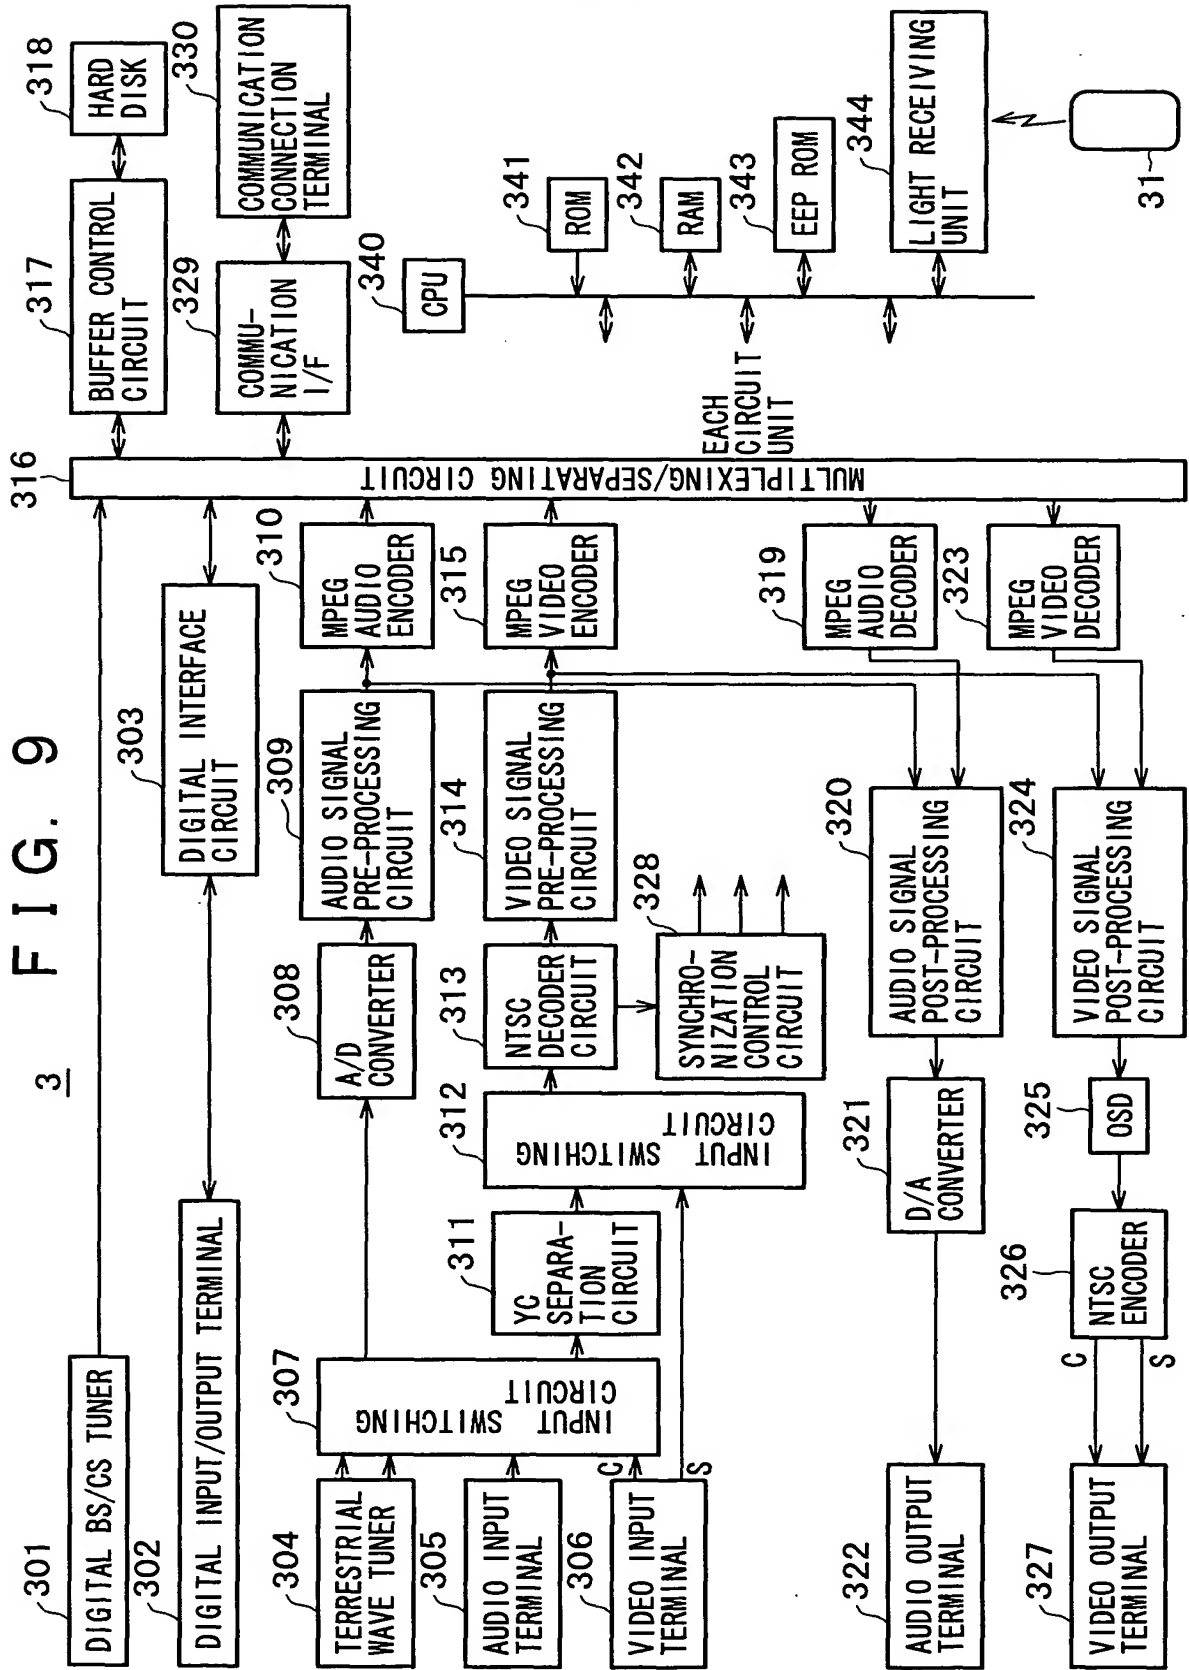 FIG. 9
3
301
DIGITAL BS/CS TUNER
302
DIGITAL INPUT/OUTPUT TERMINAL
303
DIGITAL INTERFACE
CIRCUIT
304
TERRESTRIAL
WAVE TUNER
305
AUDIO INPUT
TERMINAL
306
VIDEO INPUT
TERMINAL
C
S
307
INPUT
SWITCHING
CIRCUIT
308
A/D
CONVERTER
309
AUDIO SIGNAL
PRE-PROCESSING
CIRCUIT
310
MPEG
AUDIO
ENCODER
311
YC
SEPARA-
TION
CIRCUIT
312
INPUT
SWITCHING
CIRCUIT
313
NTSC
DECODER
CIRCUIT
314
VIDEO SIGNAL
PRE-PROCESSING
CIRCUIT
315
MPEG
VIDEO
ENCODER
328
SYNCHRO-
NIZATION
CONTROL
CIRCUIT
316
MULTIPLEXING/SEPARATING CIRCUIT
317
BUFFER CONTROL
CIRCUIT
318
HARD
DISK
329
COMMU-
NICATION
I/F
330
COMMUNICATION
CONNECTION
TERMINAL
319
MPEG
AUDIO
DECODER
323
MPEG
VIDEO
DECODER
320
AUDIO SIGNAL
POST-PROCESSING
CIRCUIT
324
VIDEO SIGNAL
POST-PROCESSING
CIRCUIT
321
D/A
CONVERTER
325
OSD
326
NTSC
ENCODER
C
S
322
AUDIO OUTPUT
TERMINAL
327
VIDEO OUTPUT
TERMINAL
340
CPU
EACH
CIRCUIT
UNIT
341
ROM
342
RAM
343
EEP ROM
344
LIGHT RECEIVING
UNIT
31